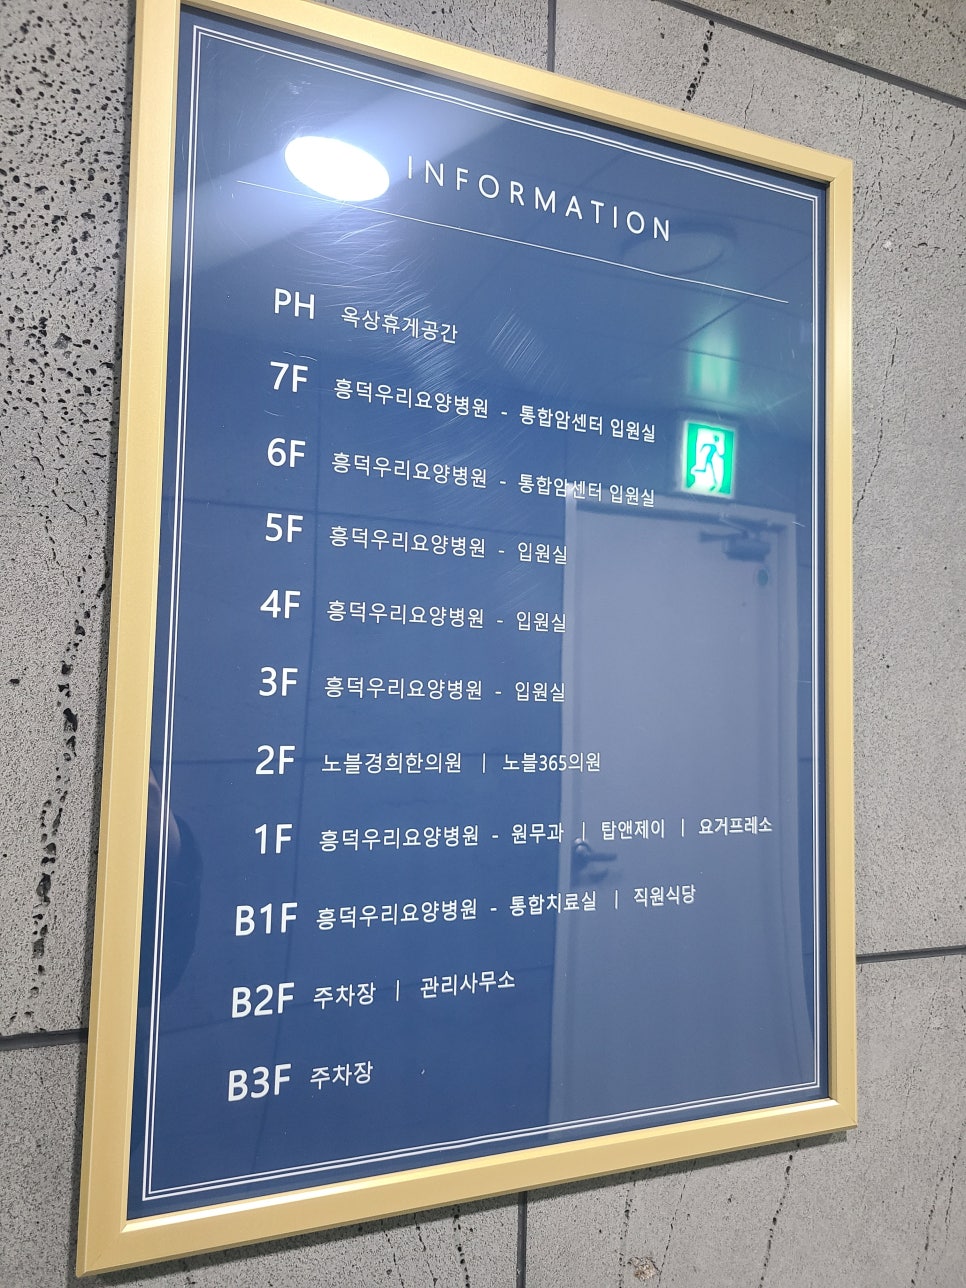 INFORMATION
PH 옥상휴게공간
7F 흥덕우리요양병원 - 통합암센터 입원실
6F 흥덕우리요양병원 - 통합암센터 입원실
5F 흥덕우리요양병원 - 입원실
4F 흥덕우리요양병원 - 입원실
3F 흥덕우리요양병원 - 입원실
2F 노블경희한의원 | 노블365의원
1F 흥덕우리요양병원 - 원무과 | 탑앤제이 | 요거프레소
B1F 흥덕우리요양병원 - 통합치료실 | 직원식당
B2F 주차장 | 관리사무소
B3F 주차장